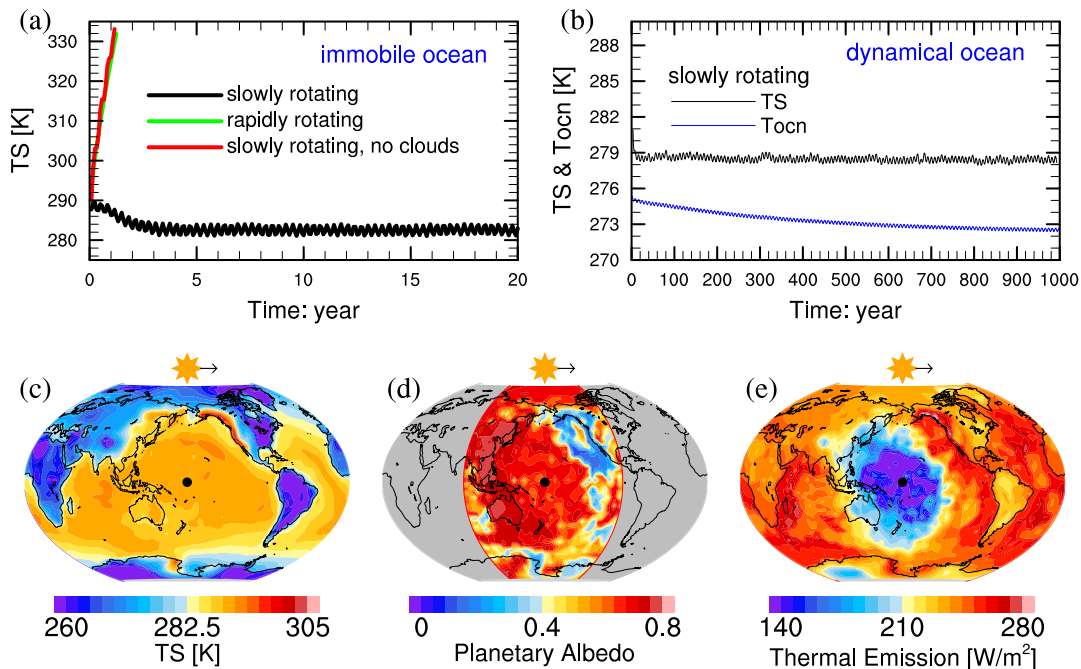 (a)
immobile ocean
slowly rotating
rapidly rotating
slowly rotating, no clouds
TS [K]
330
320
310
300
290
280
0 5 10 15 20
Time: year
(b)
dynamical ocean
slowly rotating
TS
Tocn
TS & Tocn [K]
288
285
282
279
276
273
270
0 100 200 300 400 500 600 700 800 900 1000
Time: year
(c)
260 282.5 305
TS [K]
(d)
0 0.4 0.8
Planetary Albedo
(e)
140 210 280
Thermal Emission [W/m²]